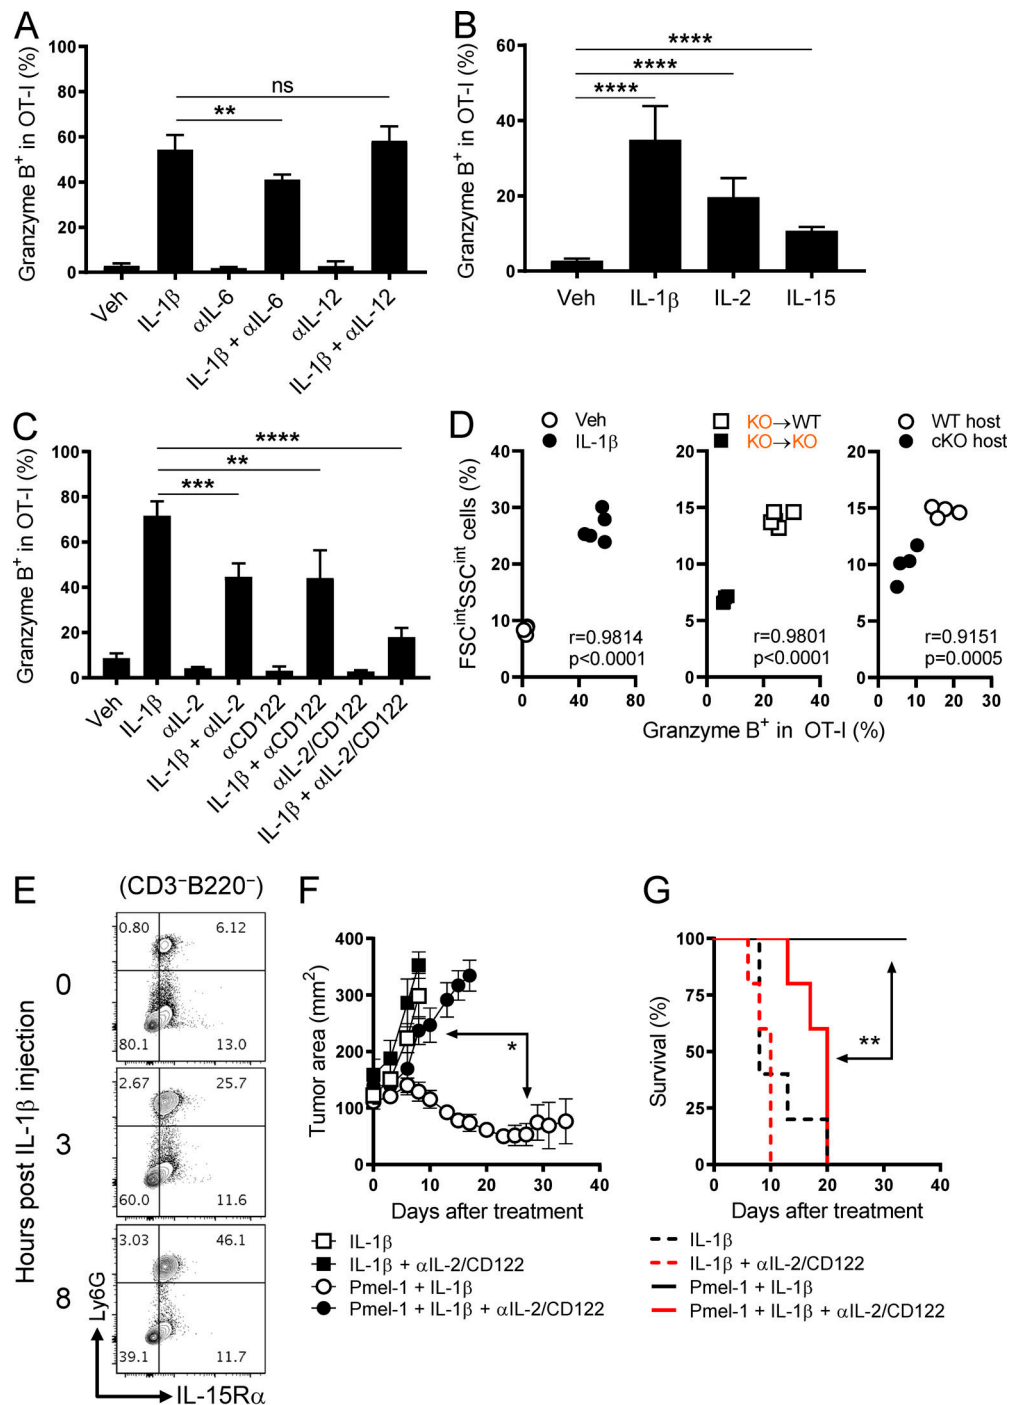 A
Granzyme B+ in OT-I (%)
100
80
60
40
20
0
ns
**
Veh
IL-1β
αIL-6
IL-1β + αIL-6
αIL-12
IL-1β + αIL-12
B
Granzyme B+ in OT-I (%)
60
40
20
0
****
****
****
Veh
IL-1β
IL-2
IL-15
C
Granzyme B+ in OT-I (%)
100
80
60
40
20
0
****
**
***
Veh
IL-1β
αIL-2
IL-1β + αIL-2
αCD122
IL-1β + αCD122
αIL-2/CD122
IL-1β + αIL-2/CD122
D
Veh
IL-1β
FSCintSSCint cells (%)
40
30
20
10
0
r=0.9814
p<0.0001
0 40 80
KO→WT
KO→KO
20
15
10
5
0
r=0.9801
p<0.0001
0 20 40
WT host
cKO host
20
15
10
5
0
r=0.9151
p=0.0005
0 10 20 30
Granzyme B+ in OT-I (%)
E
(CD3−B220−)
Hours post IL-1β injection
0
0.80 6.12
80.1 13.0
3
2.67 25.7
60.0 11.6
8
3.03 46.1
39.1 11.7
Ly6G
IL-15Rα
F
Tumor area (mm2)
400
300
200
100
0
*
0 10 20 30 40
Days after treatment
IL-1β
IL-1β + αIL-2/CD122
Pmel-1 + IL-1β
Pmel-1 + IL-1β + αIL-2/CD122
G
Survival (%)
100
75
50
25
0
**
0 10 20 30 40
Days after treatment
IL-1β
IL-1β + αIL-2/CD122
Pmel-1 + IL-1β
Pmel-1 + IL-1β + αIL-2/CD122